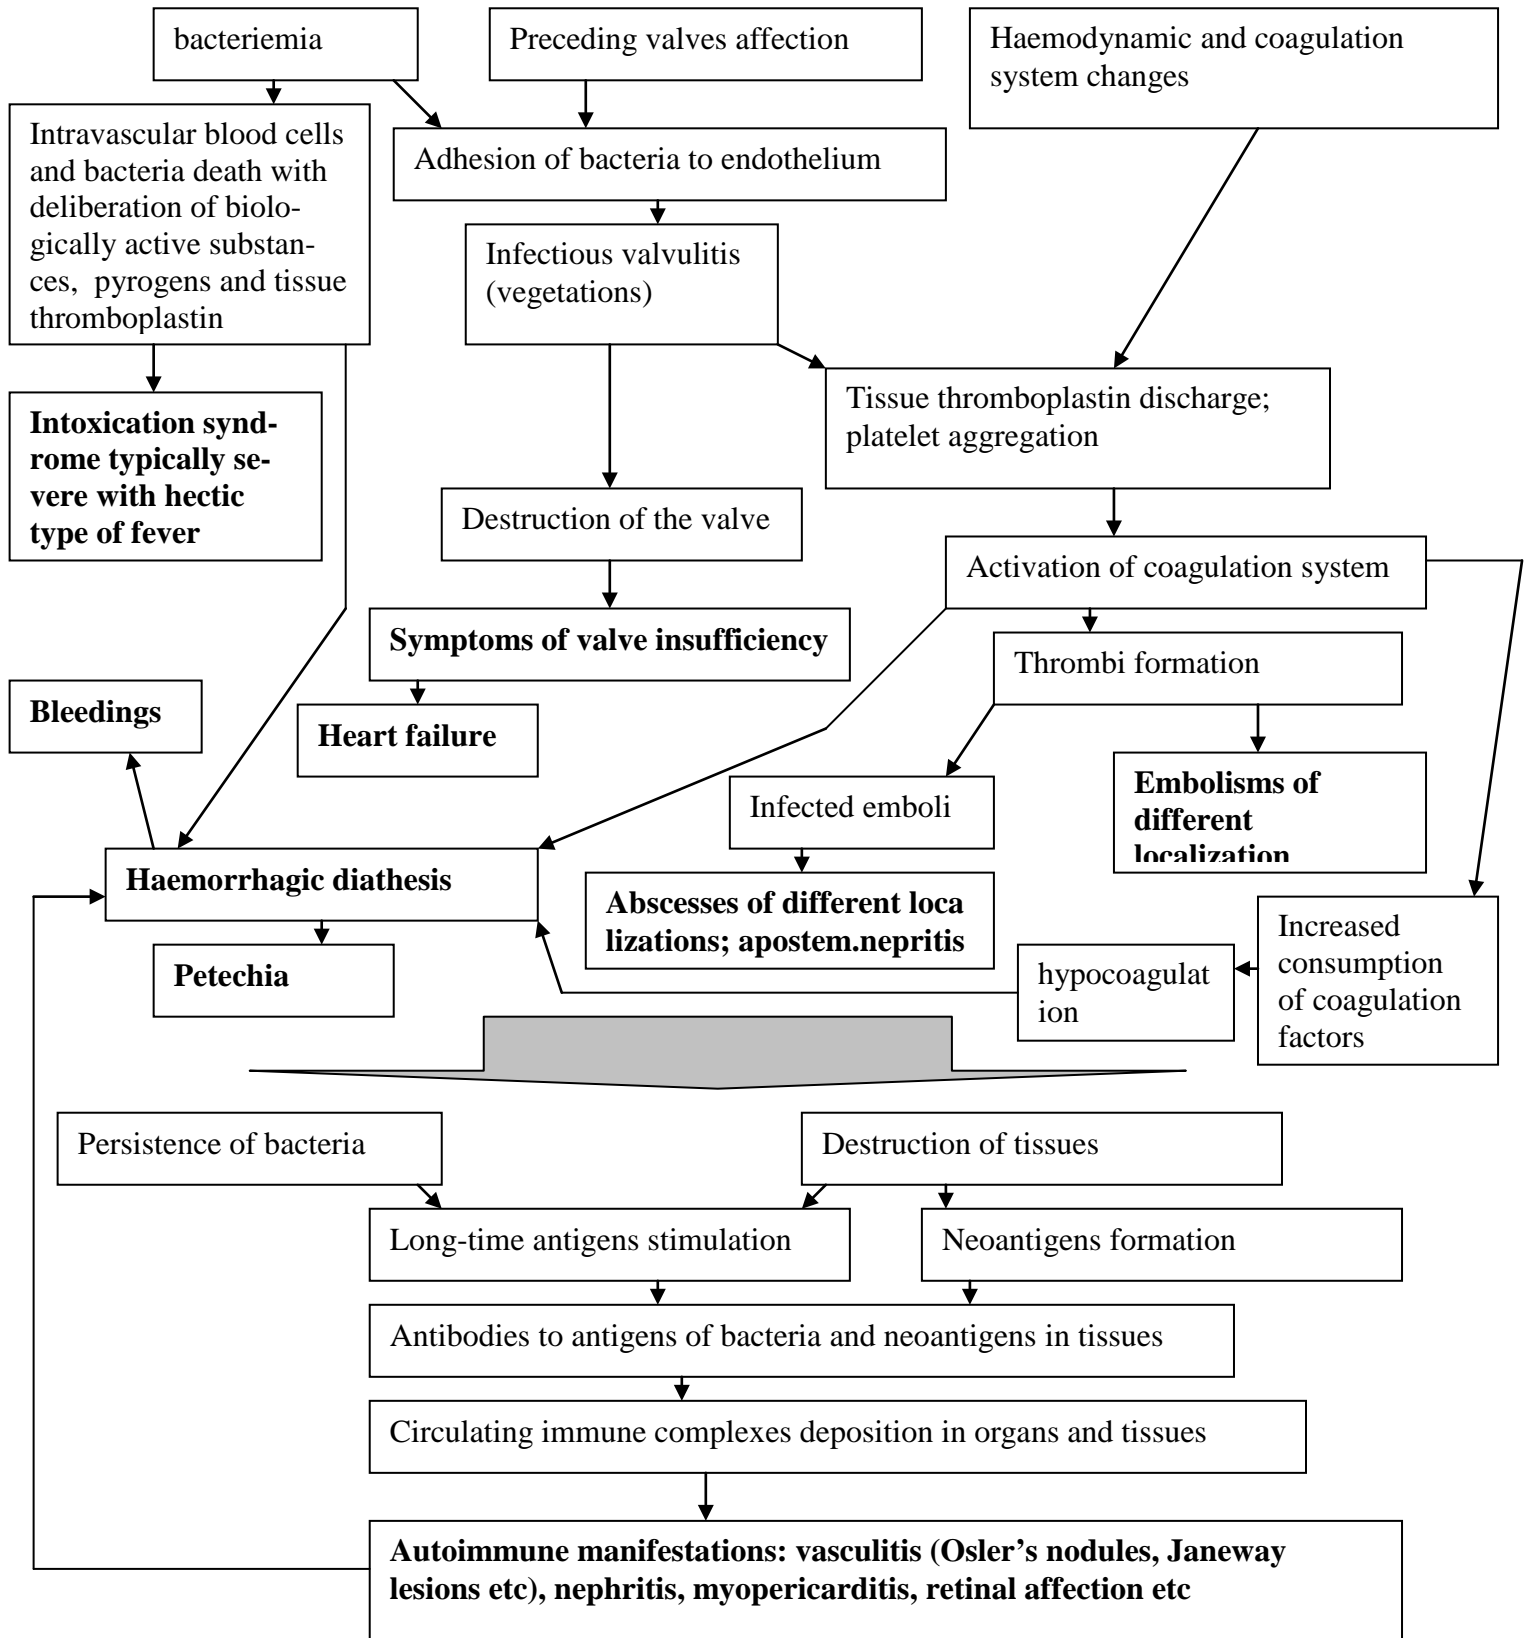 bacteriemia
Preceding valves affection
Haemodynamic and coagulation
system changes
Intravascular blood cells
and bacteria death with
deliberation of biolo-
gically active substan-
ces,  pyrogens and tissue
thromboplastin
Adhesion of bacteria to endothelium
Infectious valvulitis
(vegetations)
Tissue thromboplastin discharge;
platelet aggregation
Intoxication synd-
rome typically se-
vere with hectic
type of fever
Destruction of the valve
Activation of coagulation system
Symptoms of valve insufficiency
Thrombi formation
Bleedings
Heart failure
Infected emboli
Embolisms of
different
localization
Haemorrhagic diathesis
Abscesses of different loca
lizations; apostem.nepritis
Increased
consumption
of coagulation
factors
Petechia
hypocoagulat
ion
Persistence of bacteria
Destruction of tissues
Long-time antigens stimulation
Neoantigens formation
Antibodies to antigens of bacteria and neoantigens in tissues
Circulating immune complexes deposition in organs and tissues
Autoimmune manifestations: vasculitis (Osler’s nodules, Janeway
lesions etc), nephritis, myopericarditis, retinal affection etc